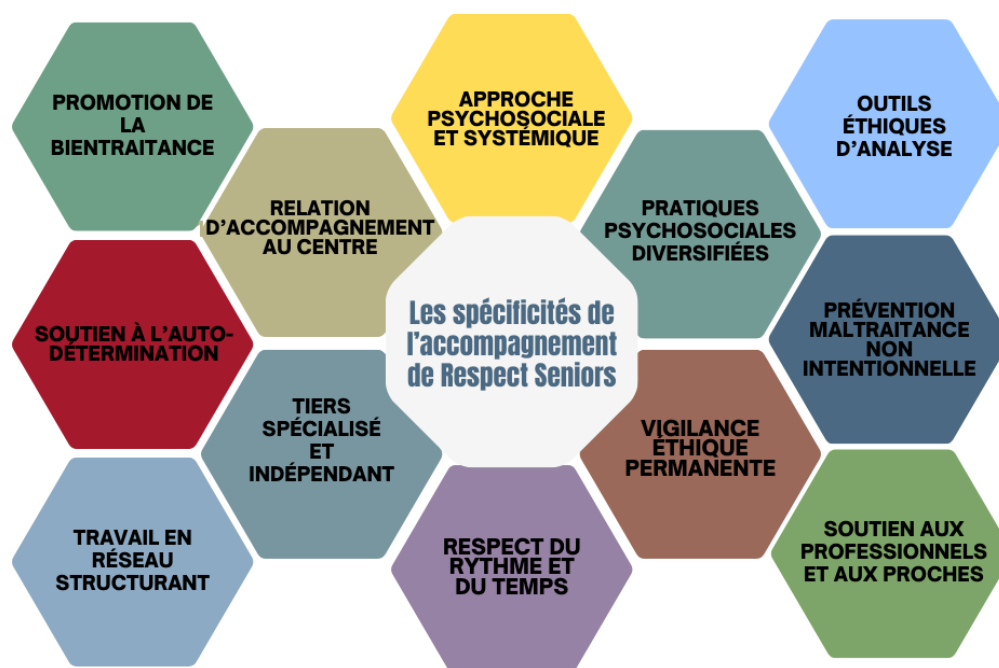 PROMOTION DE
LA
BIENTRAITANCE
APPROCHE
PSYCHOSOCIALE
ET SYSTÉMIQUE
OUTILS
ÉTHIQUES
D'ANALYSE
RELATION
D'ACCOMPAGNEMENT
AU CENTRE
PRATIQUES
PSYCHOSOCIALES
DIVERSIFIÉES
SOUTIEN À L'AUTO-
DÉTERMINATION
Les spécificités de
l'accompagnement
de Respect Seniors
PRÉVENTION
MALTRAITANCE
NON
INTENTIONNELLE
TIERS
SPÉCIALISÉ
ET
INDÉPENDANT
VIGILANCE
ÉTHIQUE
PERMANENTE
TRAVAIL EN
RÉSEAU
STRUCTURANT
RESPECT DU
RYTHME ET
DU TEMPS
SOUTIEN AUX
PROFESSIONNELS
ET AUX PROCHES